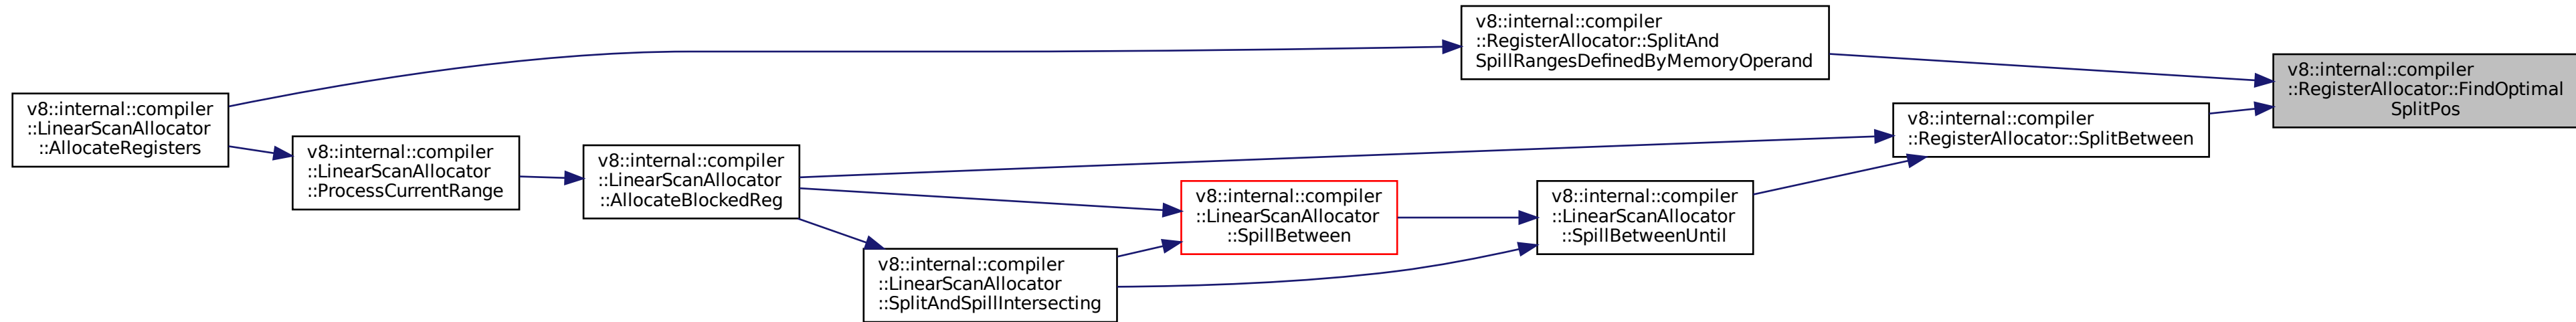 v8::internal::compiler
::RegisterAllocator::SplitAnd
SpillRangesDefinedByMemoryOperand
v8::internal::compiler
::RegisterAllocator::FindOptimal
SplitPos
v8::internal::compiler
::LinearScanAllocator
::AllocateRegisters
v8::internal::compiler
::RegisterAllocator::SplitBetween
v8::internal::compiler
::LinearScanAllocator
::ProcessCurrentRange
v8::internal::compiler
::LinearScanAllocator
::AllocateBlockedReg
v8::internal::compiler
::LinearScanAllocator
::SpillBetween
v8::internal::compiler
::LinearScanAllocator
::SpillBetweenUntil
v8::internal::compiler
::LinearScanAllocator
::SplitAndSpillIntersecting